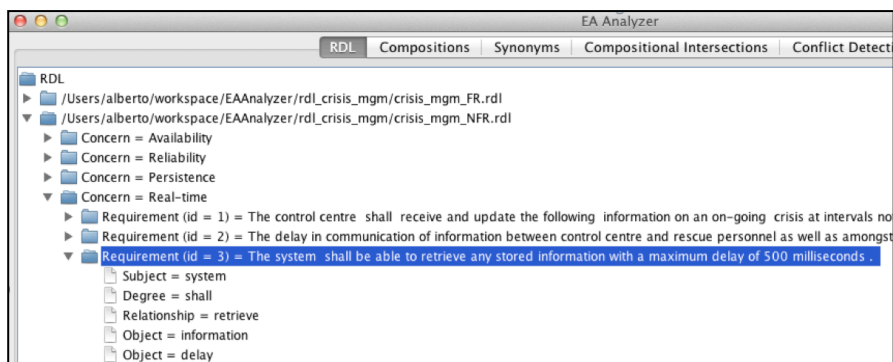 EA Analyzer
RDL Compositions Synonyms Compositional Intersections Conflict Detecti
RDL
/Users/alberto/workspace/EAAnalyzer/rdl_crisis_mgm/crisis_mgm_FR.rdl
/Users/alberto/workspace/EAAnalyzer/rdl_crisis_mgm/crisis_mgm_NFR.rdl
Concern = Availability
Concern = Reliability
Concern = Persistence
Concern = Real-time
Requirement (id = 1) = The control centre shall receive and update the following information on an on-going crisis at intervals no
Requirement (id = 2) = The delay in communication of information between control centre and rescue personnel as well as amongst
Requirement (id = 3) = The system shall be able to retrieve any stored information with a maximum delay of 500 milliseconds .
Subject = system
Degree = shall
Relationship = retrieve
Object = information
Object = delay